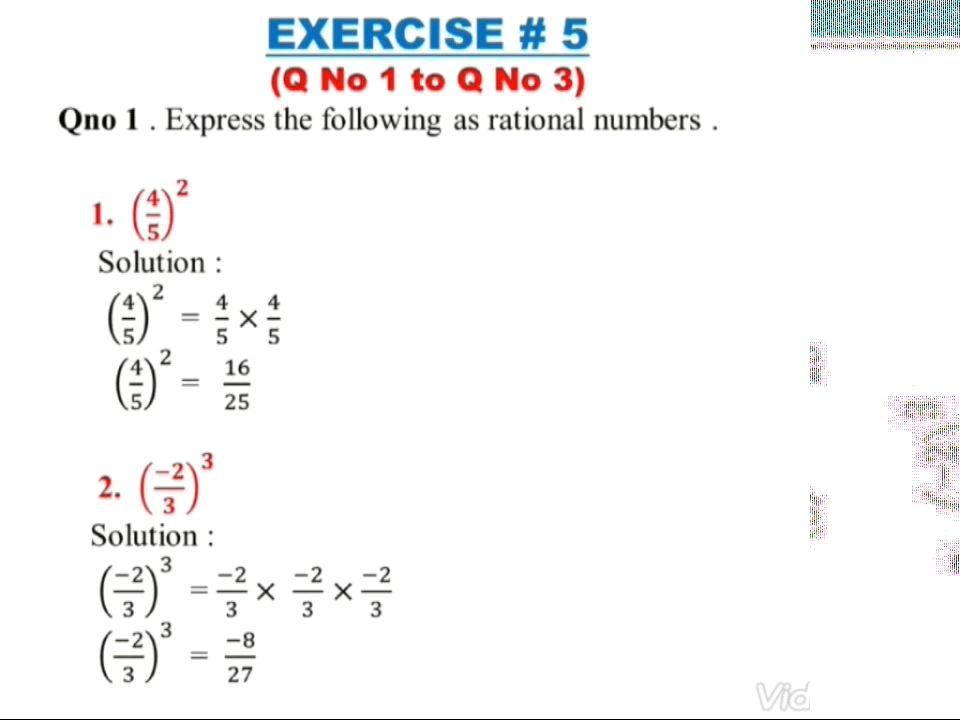 EXERCISE # 5
(Q No 1 to Q No 3)
Qno 1 . Express the following as rational numbers .
1. (4/5)²
Solution :
(4/5)² = 4/5 × 4/5
(4/5)² = 16/25
2. (−2/3)³
Solution :
(−2/3)³ = −2/3 × −2/3 × −2/3
(−2/3)³ = −8/27
Vid